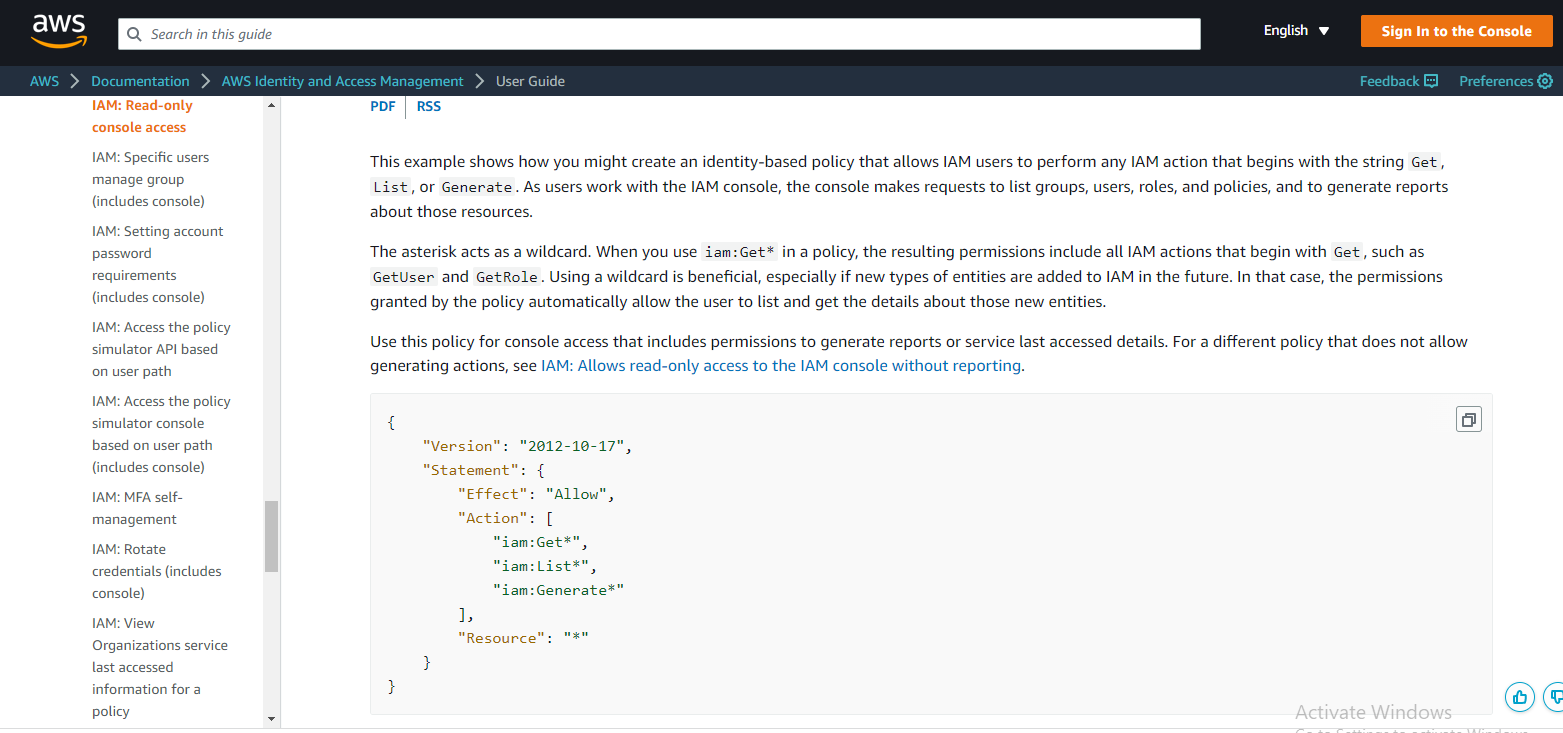 aws
Search in this guide
English
Sign In to the Console
AWS
Documentation
AWS Identity and Access Management
User Guide
Feedback
Preferences
IAM: Read-only
console access
IAM: Specific users
manage group
(includes console)
IAM: Setting account
password
requirements
(includes console)
IAM: Access the policy
simulator API based
on user path
IAM: Access the policy
simulator console
based on user path
(includes console)
IAM: MFA self-
management
IAM: Rotate
credentials (includes
console)
IAM: View
Organizations service
last accessed
information for a
policy
PDF RSS
This example shows how you might create an identity-based policy that allows IAM users to perform any IAM action that begins with the string Get,
List, or Generate. As users work with the IAM console, the console makes requests to list groups, users, roles, and policies, and to generate reports
about those resources.
The asterisk acts as a wildcard. When you use iam:Get* in a policy, the resulting permissions include all IAM actions that begin with Get, such as
GetUser and GetRole. Using a wildcard is beneficial, especially if new types of entities are added to IAM in the future. In that case, the permissions
granted by the policy automatically allow the user to list and get the details about those new entities.
Use this policy for console access that includes permissions to generate reports or service last accessed details. For a different policy that does not allow
generating actions, see IAM: Allows read-only access to the IAM console without reporting.
{
    "Version": "2012-10-17",
    "Statement": {
        "Effect": "Allow",
        "Action": [
            "iam:Get*",
            "iam:List*",
            "iam:Generate*"
        ],
        "Resource": "*"
    }
}
Activate Windows